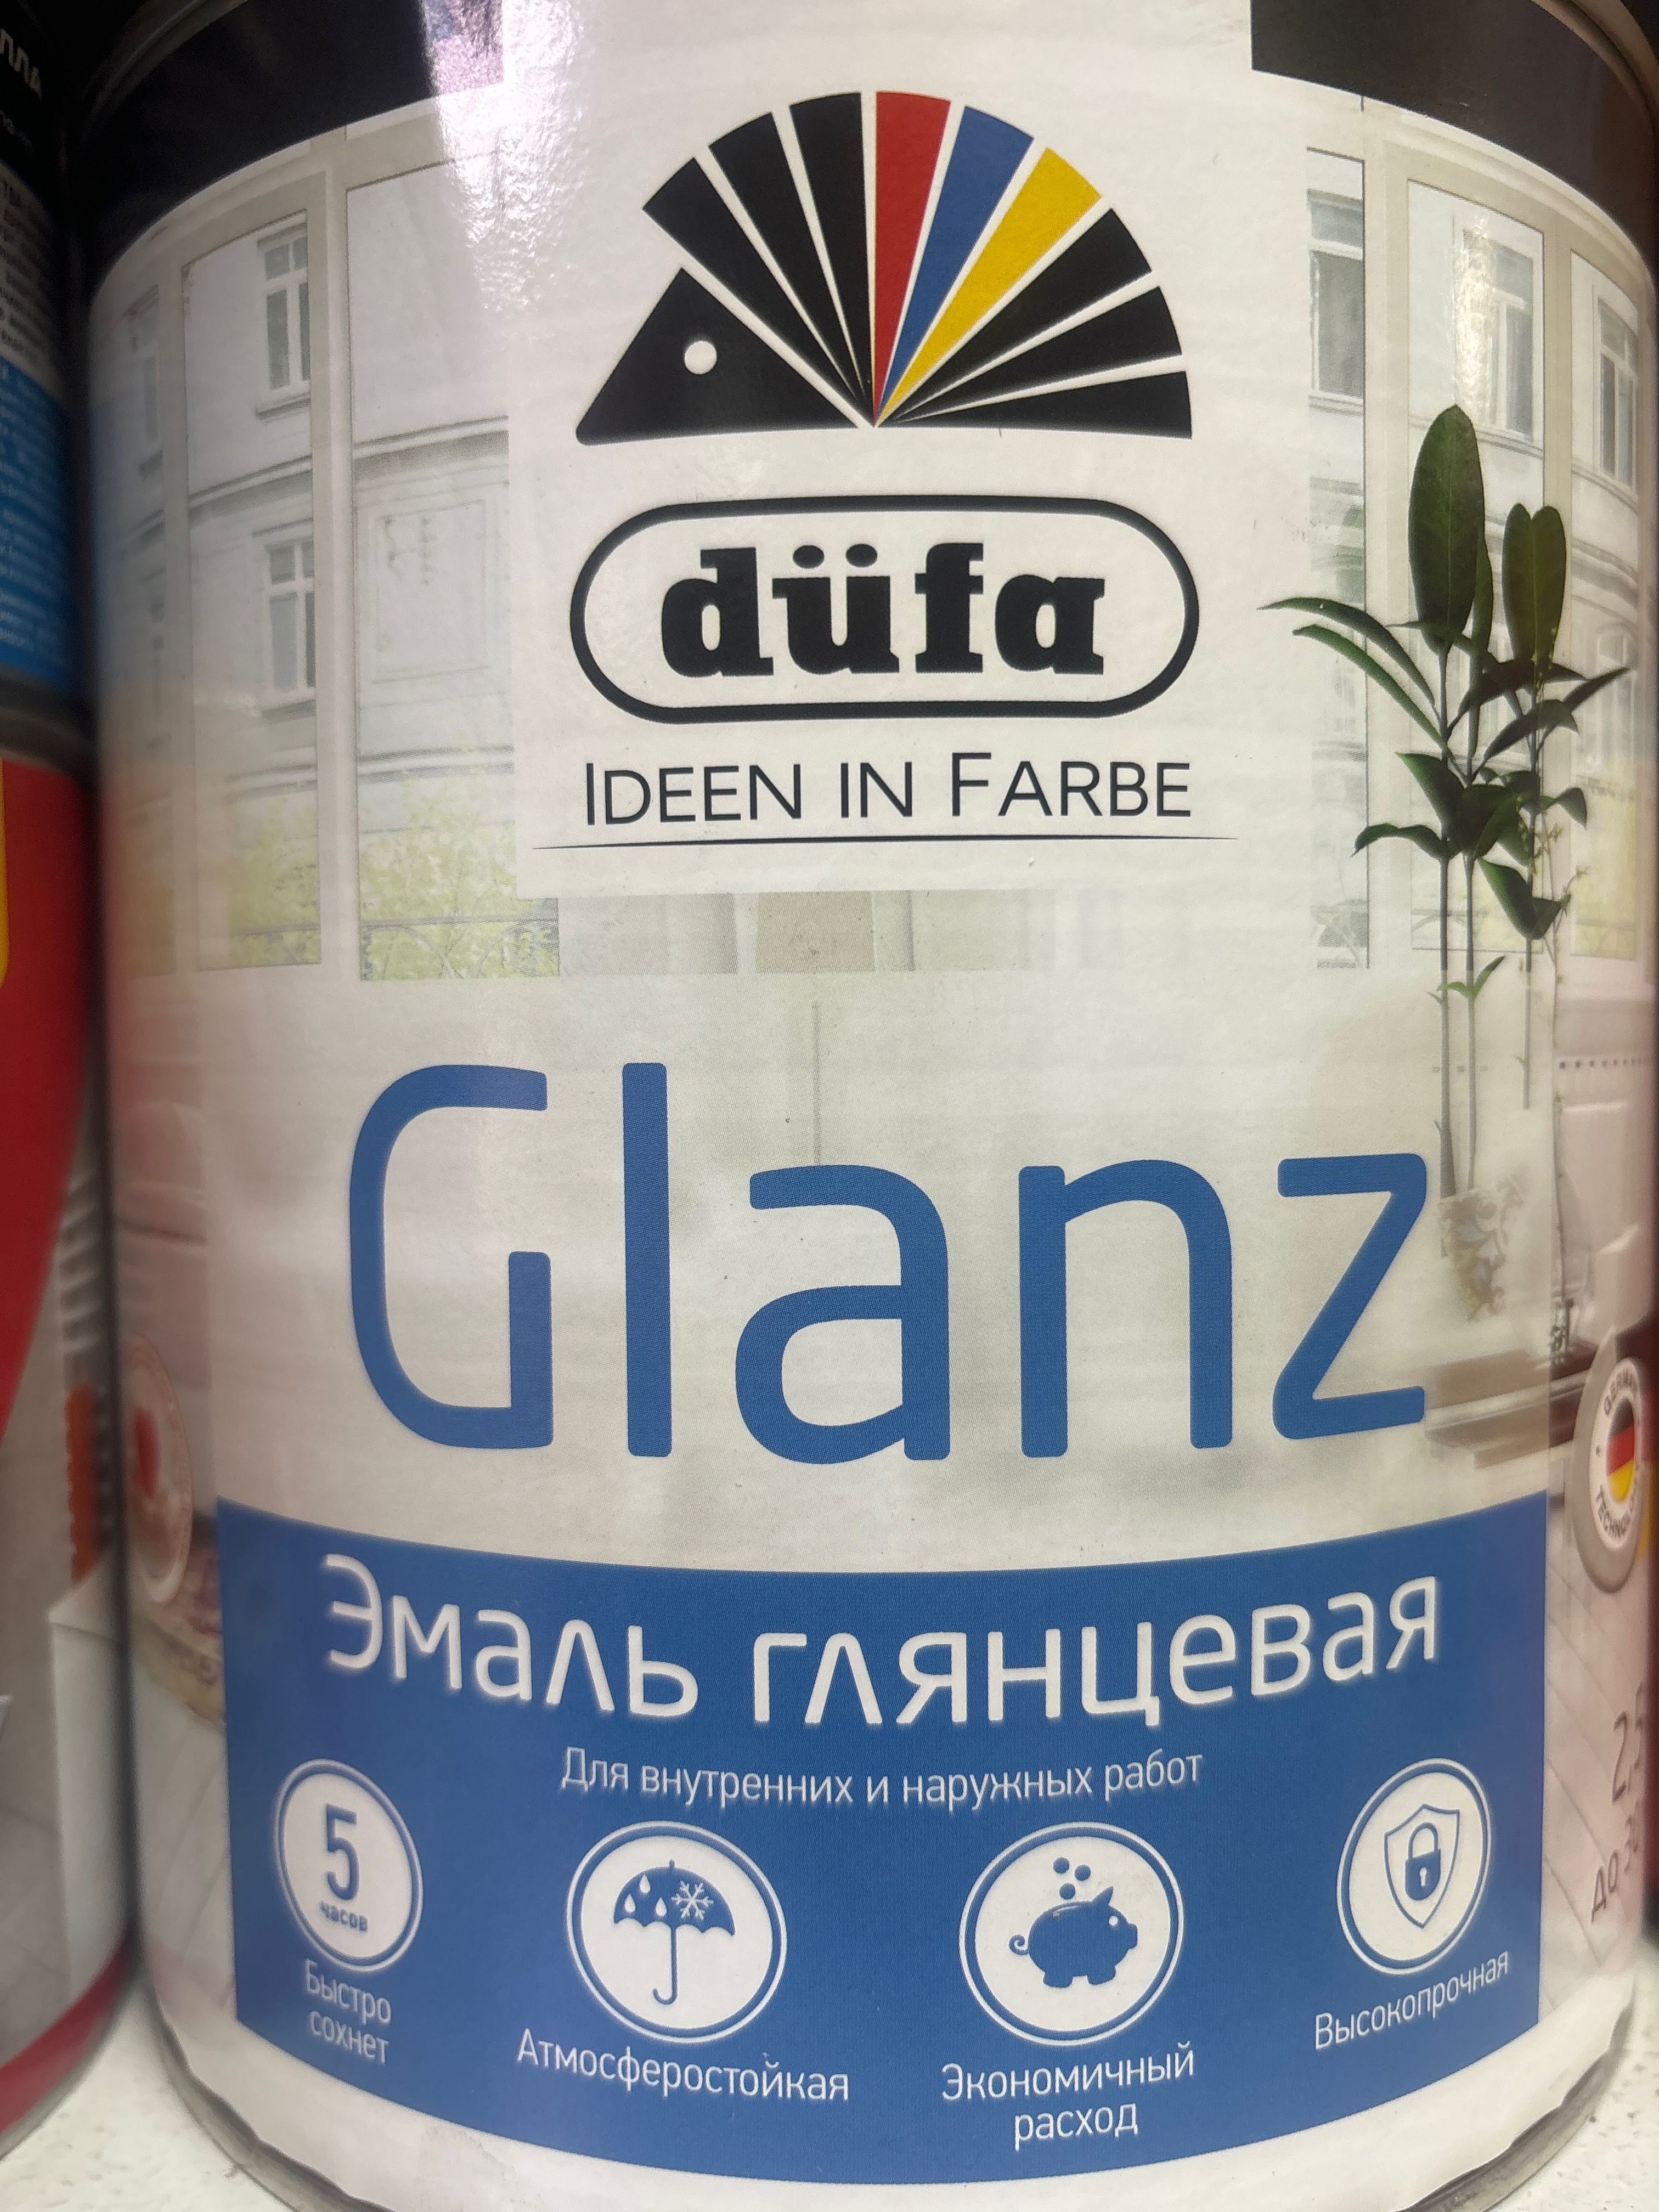 düfa
IDEEN IN FARBE
Glanz
Эмаль глянцевая
Для внутренних и наружных работ
5
часов
Быстро
сохнет
Атмосферостойкая
Экономичный
расход
Высокопрочная
GERMAN